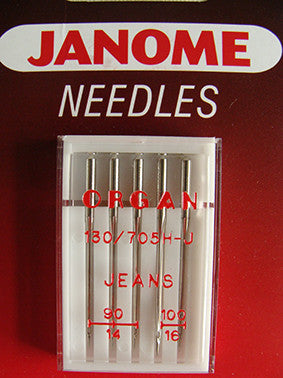 JANOME
NEEDLES
ORGAN
130/705H-J
JEANS
90 100
14 16